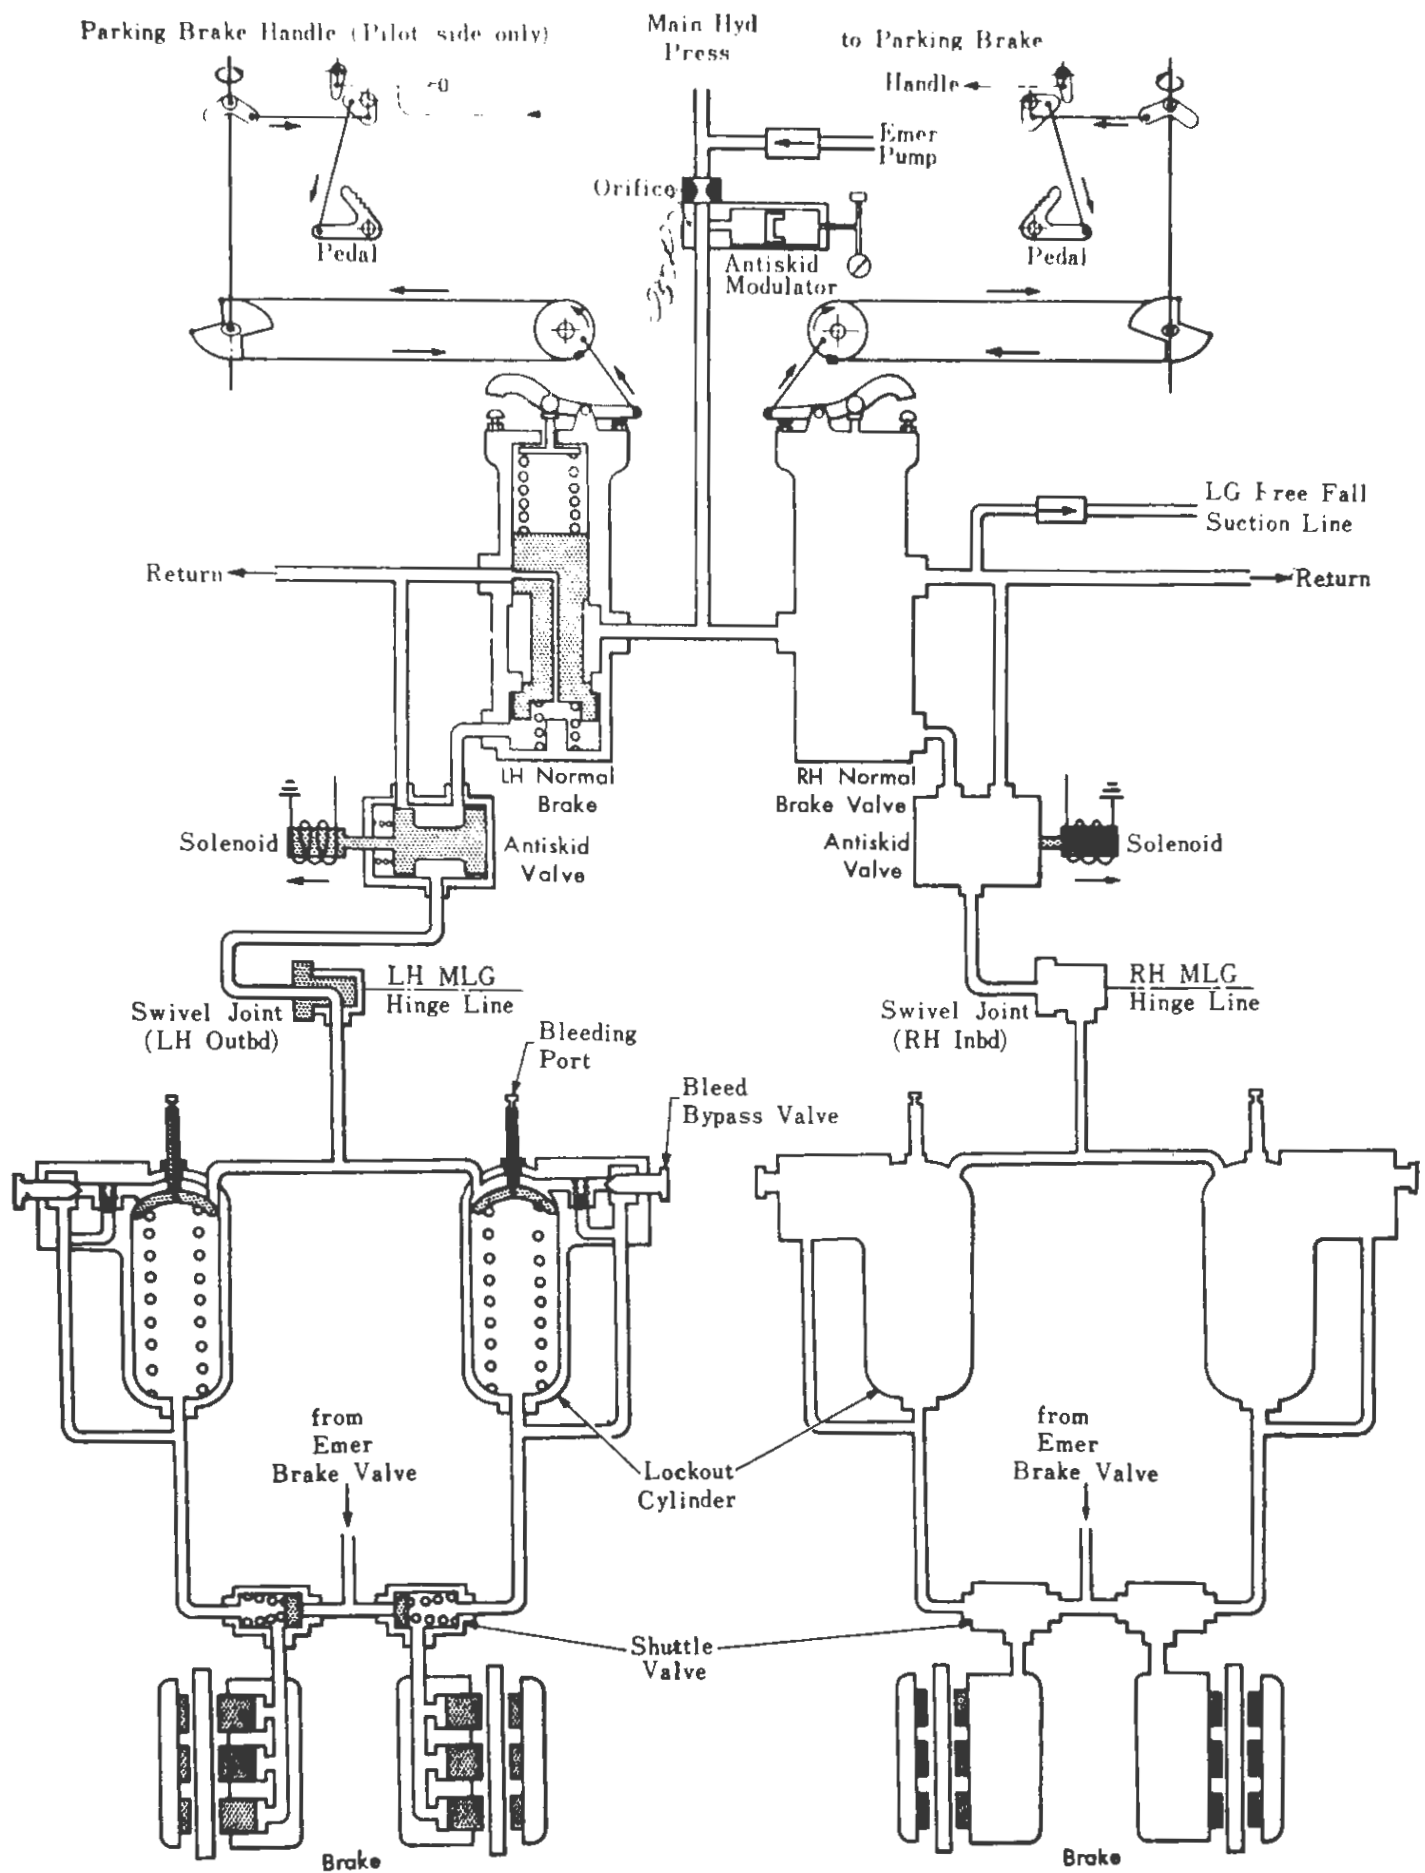 Parking Brake Handle (Pilot side only)
Main Hyd
Press
to Parking Brake
Handle
Emer
Pump
Orifice
Pedal
Antiskid
Modulator
Pedal
LG Free Fall
Suction Line
Return
Return
LH Normal
Brake
RH Normal
Brake Valve
Solenoid
Antiskid
Valve
Antiskid
Valve
Solenoid
LH MLG
Hinge Line
RH MLG
Hinge Line
Swivel Joint
(LH Outbd)
Swivel Joint
(RH Inbd)
Bleeding
Port
Bleed
Bypass Valve
from
Emer
Brake Valve
from
Emer
Brake Valve
Lockout
Cylinder
Shuttle
Valve
Brake
Brake